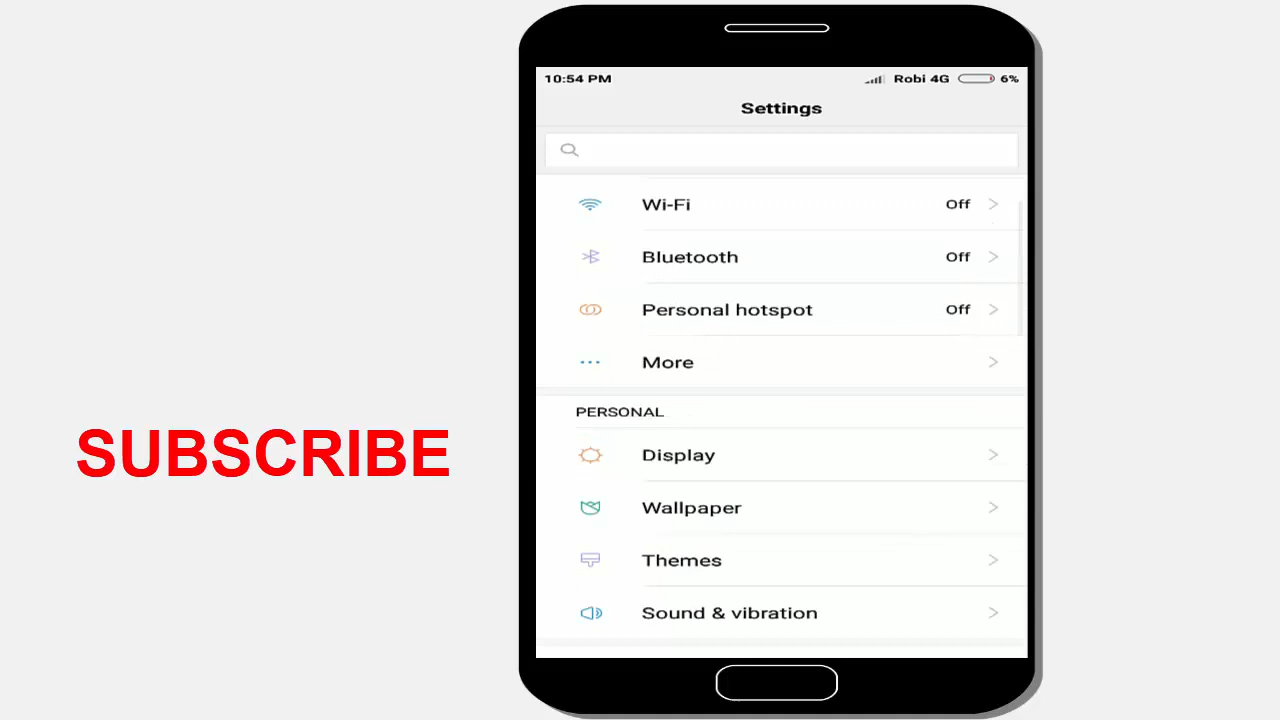 10:54 PM Robi 4G 6%
Settings
Wi-Fi Off
Bluetooth Off
Personal hotspot Off
More
PERSONAL
Display
Wallpaper
Themes
Sound & vibration
SUBSCRIBE